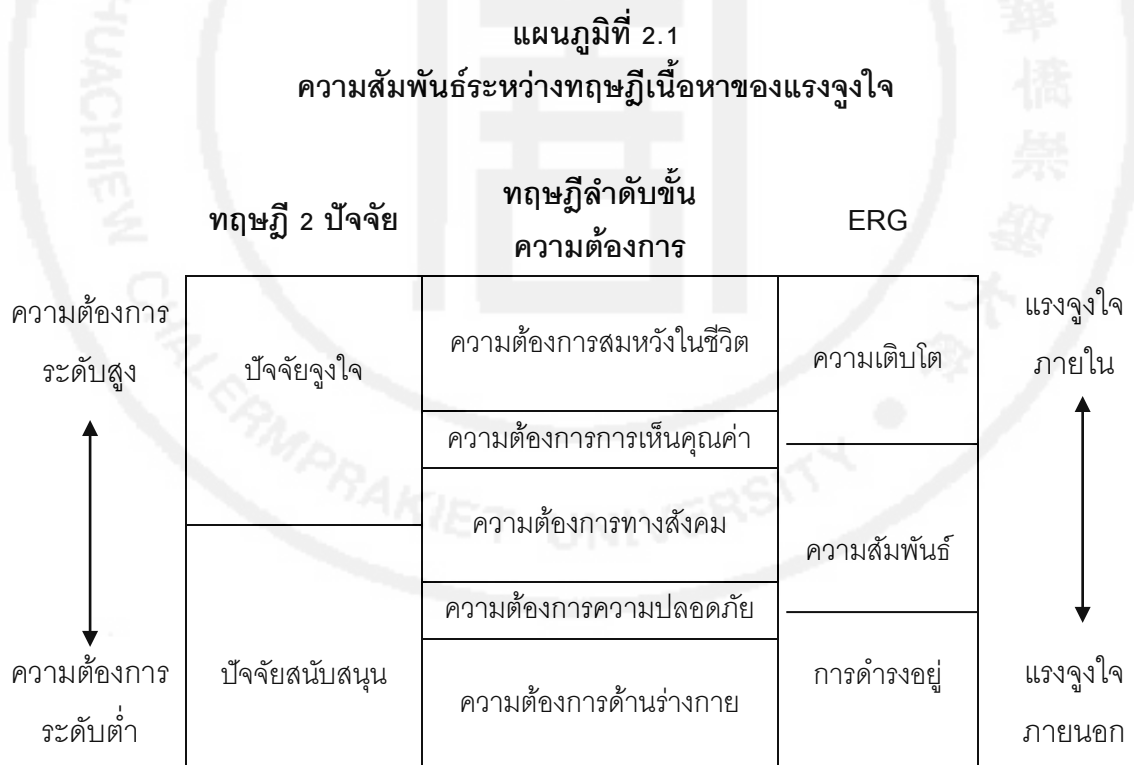 แผนภูมิที่ 2.1
ความสัมพันธ์ระหว่างทฤษฎีเนื้อหาของแรงจูงใจ
ทฤษฎี 2 ปัจจัย
ทฤษฎีลำดับขั้น
ความต้องการ
ERG
ความต้องการ
ระดับสูง
ปัจจัยจูงใจ
ความต้องการสมหวังในชีวิต
ความเติบโต
แรงจูงใจ
ภายใน
ความต้องการการเห็นคุณค่า
ความต้องการทางสังคม
ความสัมพันธ์
ความต้องการความปลอดภัย
ความต้องการ
ระดับต่ำ
ปัจจัยสนับสนุน
ความต้องการด้านร่างกาย
การดำรงอยู่
แรงจูงใจ
ภายนอก
HUACHIEW CHALERMPRAKIET UNIVERSITY
華僑崇聖大